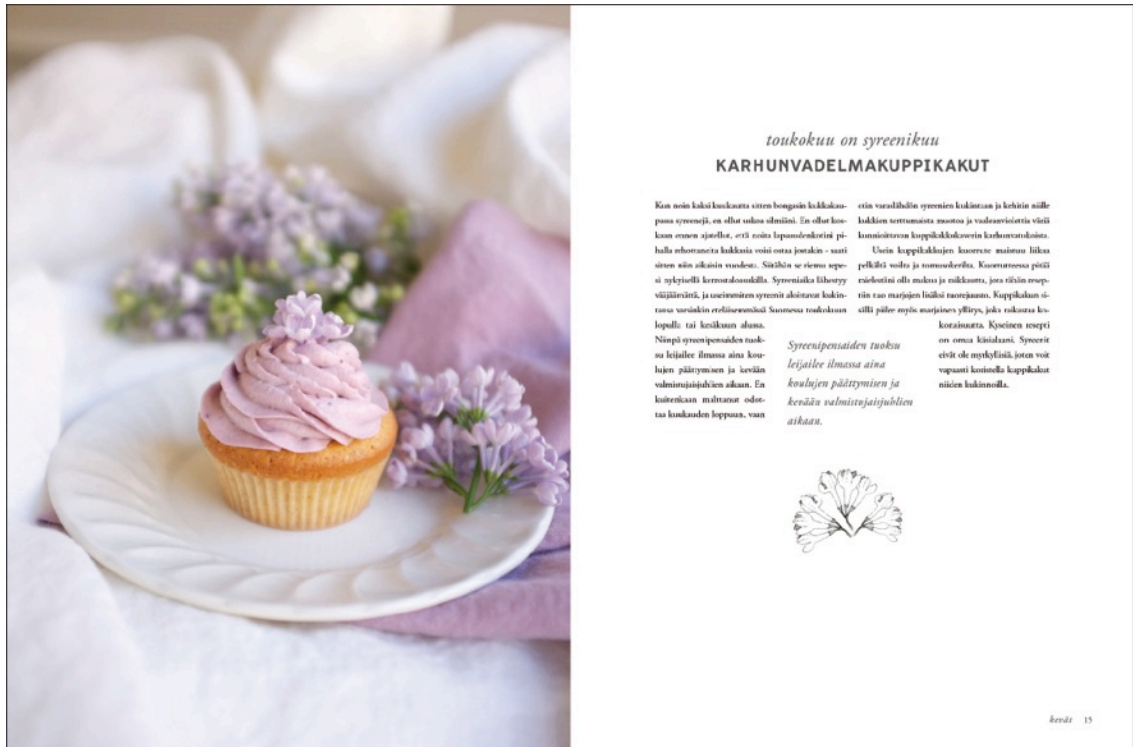 toukokuu on syreenikuu
KARHUNVADELMAKUPPIKAKUT
Kun noin kaksi kuukautta sitten bongasin kukkakau-
passa syreenejä, en ollut uskoa silmiäni. En ollut kos-
kaan ennen ajatellut, että noita lapsuudenkotini pi-
halla rehottaneita kukkasia voisi ostaa jostakin - saati
sitten niin aikaisin vuodesta. Siitähän se riemu repe-
si nykyisellä kerrostaloasukilla. Syreeniaika lähestyy
vääjäämättä, ja useimmiten syreenit aloittavat kukin-
tansa varsinkin eteläisemmässä Suomessa toukokuun
lopulla tai kesäkuun alussa.
Niinpä syreenipensaiden tuok-
su leijailee ilmassa aina kou-
lujen päättymisen ja kevään
valmistujaisjuhlien aikaan. En
kuitenkaan malttanut odot-
taa kuukauden loppuun, vaan
otin varaslähdön syreenien kukintaan ja kehitin niille
kukkien terttumaista muotoa ja vaaleanviolettia väriä
kunnioittavan kuppikakkukaverin karhunvatukoista.
Usein kuppikakkujen kuorrute maistuu liikaa
pelkältä voilta ja tomusokerilta. Kuorrutteessa pitää
mielestäni olla makua ja raikkautta, jota tähän resep-
tiin tuo marjojen lisäksi tuorejuusto. Kuppikakun si-
sällä piilee myös marjainen yllätys, joka raikastaa ko-
konaisuutta. Kyseinen resepti
on omaa käsialaani. Syreenit
eivät ole myrkyllisiä, joten voit
vapaasti koristella kuppikakut
niiden kukinnoilla.
Syreenipensaiden tuoksu
leijailee ilmassa aina
koulujen päättymisen ja
kevään valmistujaisjuhlien
aikaan.
kevät 15